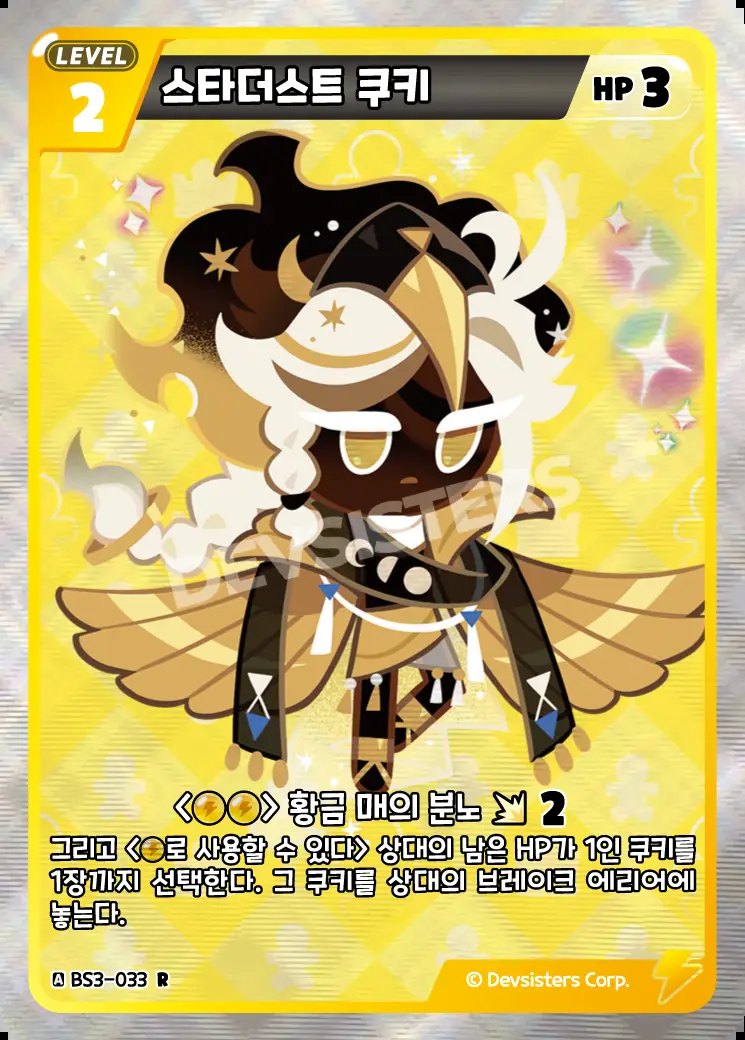 LEVEL
2
스타더스트 쿠키
HP 3
DEVSISTERS
<●●> 황금 매의 분노 2
그리고 <●로 사용할 수 있다> 상대의 남은 HP가 1인 쿠키를
1장까지 선택한다. 그 쿠키를 상대의 브레이크 에리어에
놓는다.
A BS3-033 R
© Devsisters Corp.